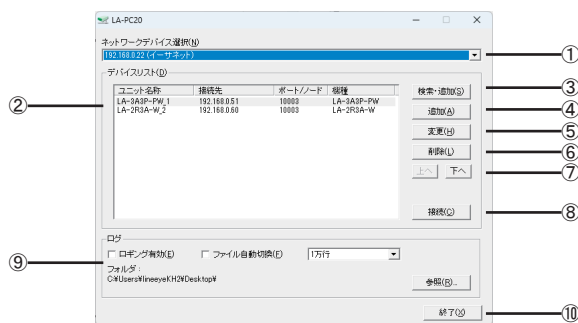 LA-PC20
ネットワークデバイス選択(N)
192.168.0.22 (イーサネット)
①
デバイスリスト(D)
②
ユニット名称 接続先 ポート/ノード 機種
LA-3A3P-PW_1 192.168.0.51 10003 LA-3A3P-PW
LA-2R3A-W_2 192.168.0.60 10003 LA-2R3A-W
検索・追加(S)
③
追加(A)
④
変更(H)
⑤
削除(L)
⑥
上へ 下へ
⑦
接続(C)
⑧
ログ
⑨
ロギング有効(E) ファイル自動切換(F) 1万行
フォルダ:
C:¥Users¥lineeyeKH2¥Desktop¥
参照(R)...
終了(X)
⑩